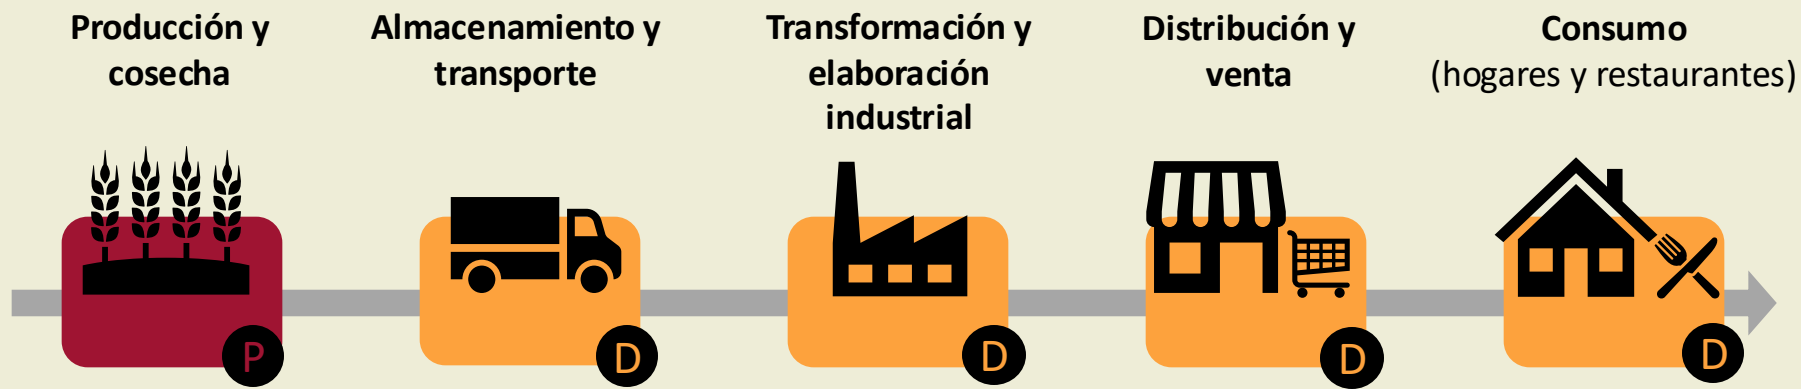 Producción y
cosecha
Almacenamiento y
transporte
Transformación y
elaboración
industrial
Distribución y
venta
Consumo
(hogares y restaurantes)
P
D
D
D
D